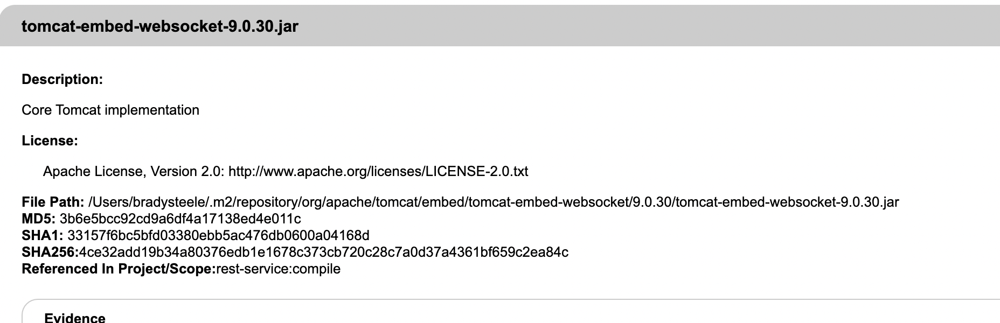 tomcat-embed-websocket-9.0.30.jar
Description:
Core Tomcat implementation
License:
Apache License, Version 2.0: http://www.apache.org/licenses/LICENSE-2.0.txt
File Path: /Users/bradysteele/.m2/repository/org/apache/tomcat/embed/tomcat-embed-websocket/9.0.30/tomcat-embed-websocket-9.0.30.jar
MD5: 3b6e5bcc92cd9a6df4a17138ed4e011c
SHA1: 33157f6bc5bfd03380ebb5ac476db0600a04168d
SHA256:4ce32add19b34a80376edb1e1678c373cb720c28c7a0d37a4361bf659c2ea84c
Referenced In Project/Scope:rest-service:compile
Evidence